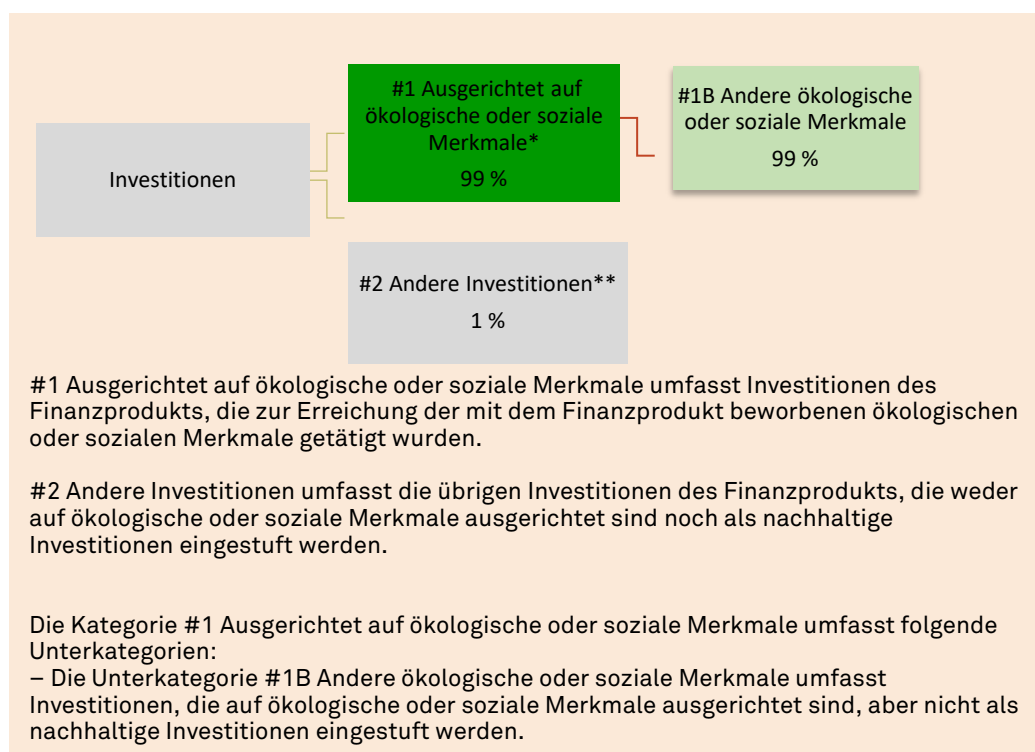 Investitionen
#1 Ausgerichtet auf
ökologische oder soziale
Merkmale*
99 %
#1B Andere ökologische
oder soziale Merkmale
99 %
#2 Andere Investitionen**
1 %
#1 Ausgerichtet auf ökologische oder soziale Merkmale umfasst Investitionen des
Finanzprodukts, die zur Erreichung der mit dem Finanzprodukt beworbenen ökologischen
oder sozialen Merkmale getätigt wurden.
#2 Andere Investitionen umfasst die übrigen Investitionen des Finanzprodukts, die weder
auf ökologische oder soziale Merkmale ausgerichtet sind noch als nachhaltige
Investitionen eingestuft werden.
Die Kategorie #1 Ausgerichtet auf ökologische oder soziale Merkmale umfasst folgende
Unterkategorien:
– Die Unterkategorie #1B Andere ökologische oder soziale Merkmale umfasst
Investitionen, die auf ökologische oder soziale Merkmale ausgerichtet sind, aber nicht als
nachhaltige Investitionen eingestuft werden.